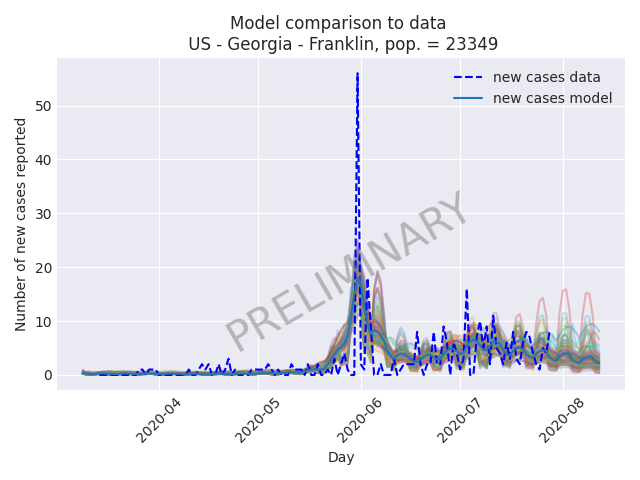 Model comparison to data
US - Georgia - Franklin, pop. = 23349
new cases data
new cases model
Number of new cases reported
50
40
30
20
10
0
PRELIMINARY
2020-04
2020-05
2020-06
2020-07
2020-08
Day